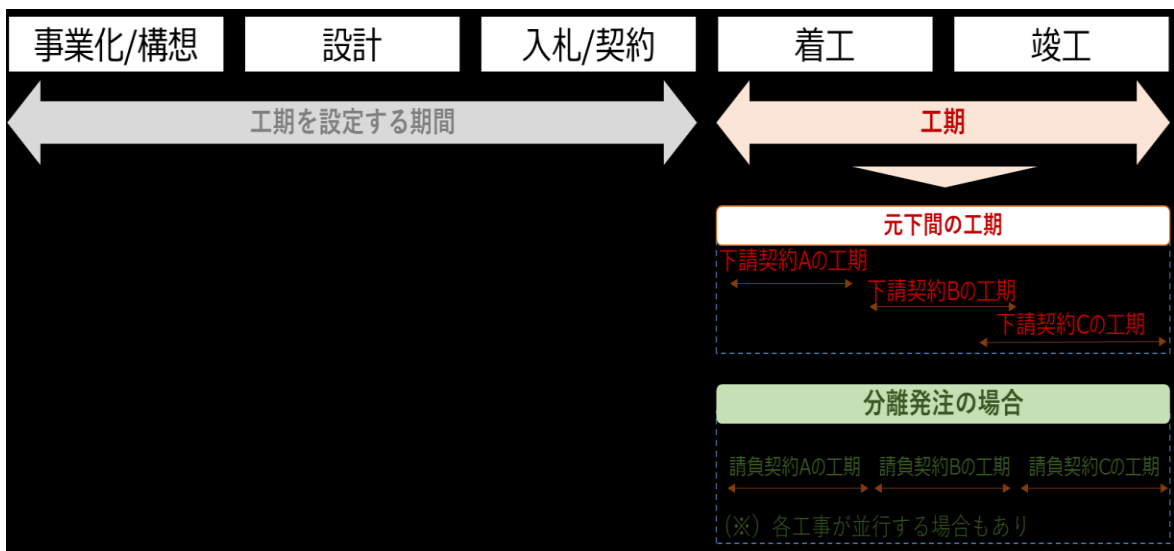 事業化/構想
設計
入札/契約
着工
竣工
工期を設定する期間
工期
元下間の工期
下請契約Aの工期
下請契約Bの工期
下請契約Cの工期
分離発注の場合
請負契約Aの工期
請負契約Bの工期
請負契約Cの工期
(※）各工事が並行する場合もあり